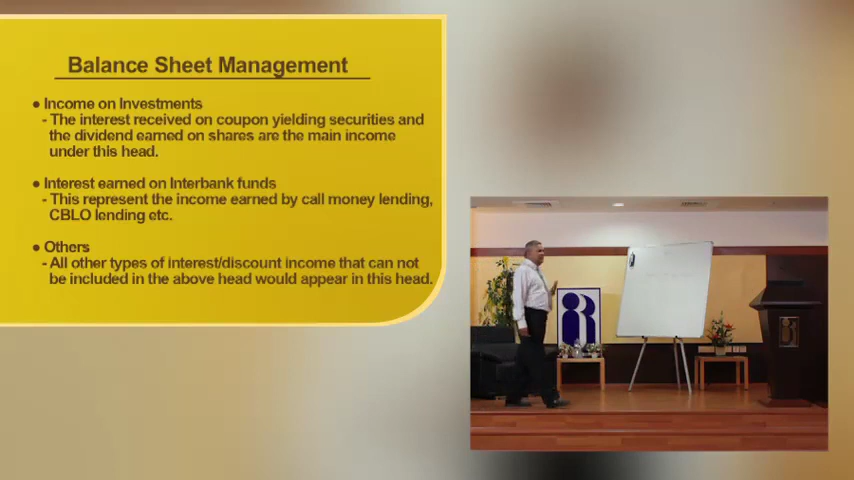 Balance Sheet Management
● Income on Investments
- The interest received on coupon yielding securities and
the dividend earned on shares are the main income
under this head.
● Interest earned on Interbank funds
- This represent the income earned by call money lending,
CBLO lending etc.
● Others
- All other types of interest/discount income that can not
be included in the above head would appear in this head.